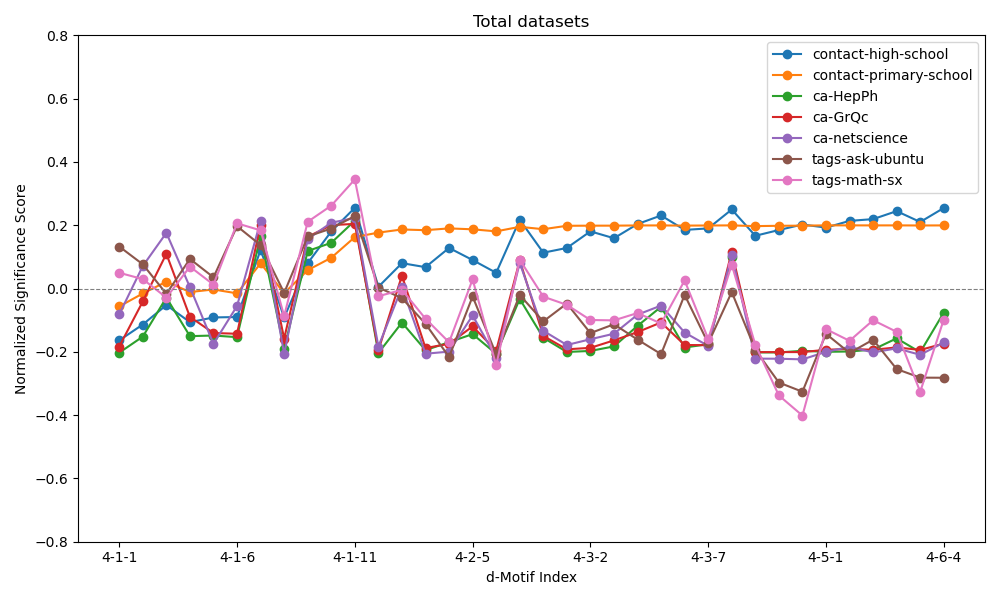 Total datasets
Normalized Significance Score
0.8
0.6
0.4
0.2
0.0
−0.2
−0.4
−0.6
−0.8
contact-high-school
contact-primary-school
ca-HepPh
ca-GrQc
ca-netscience
tags-ask-ubuntu
tags-math-sx
4-1-1 4-1-6 4-1-11 4-2-5 4-3-2 4-3-7 4-5-1 4-6-4
d-Motif Index